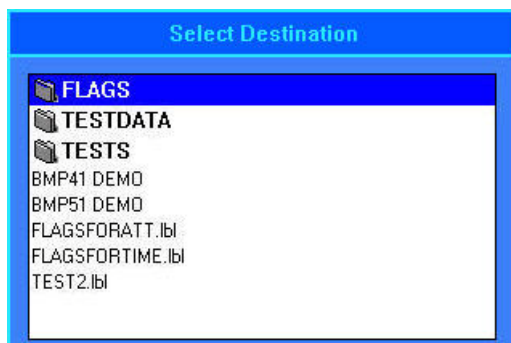 Select Destination
FLAGS
TESTDATA
TESTS
BMP41 DEMO
BMP51 DEMO
FLAGSFORATT.lbl
FLAGSFORTIME.lbl
TEST2.lbl